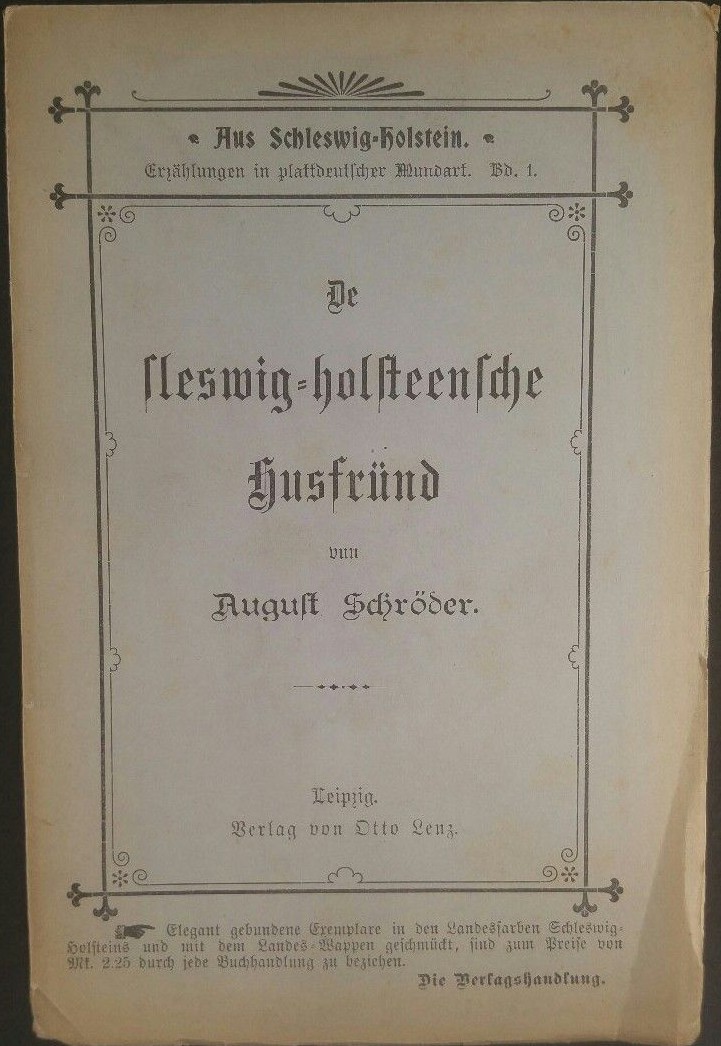 Aus Schleswig-Holstein.
Erzählungen in plattdeutscher Mundart. Bd. 1.
De
sleswig-holsteensche
Husfründ
vun
August Schröder.
Leipzig.
Verlag von Otto Lenz.
Elegant gebundene Exemplare in den Landesfarben Schleswig-
Holsteins und mit dem Landes-Wappen geschmückt, sind zum Preise von
Mk. 2.25 durch jede Buchhandlung zu beziehen.
Die Verlagshandlung.